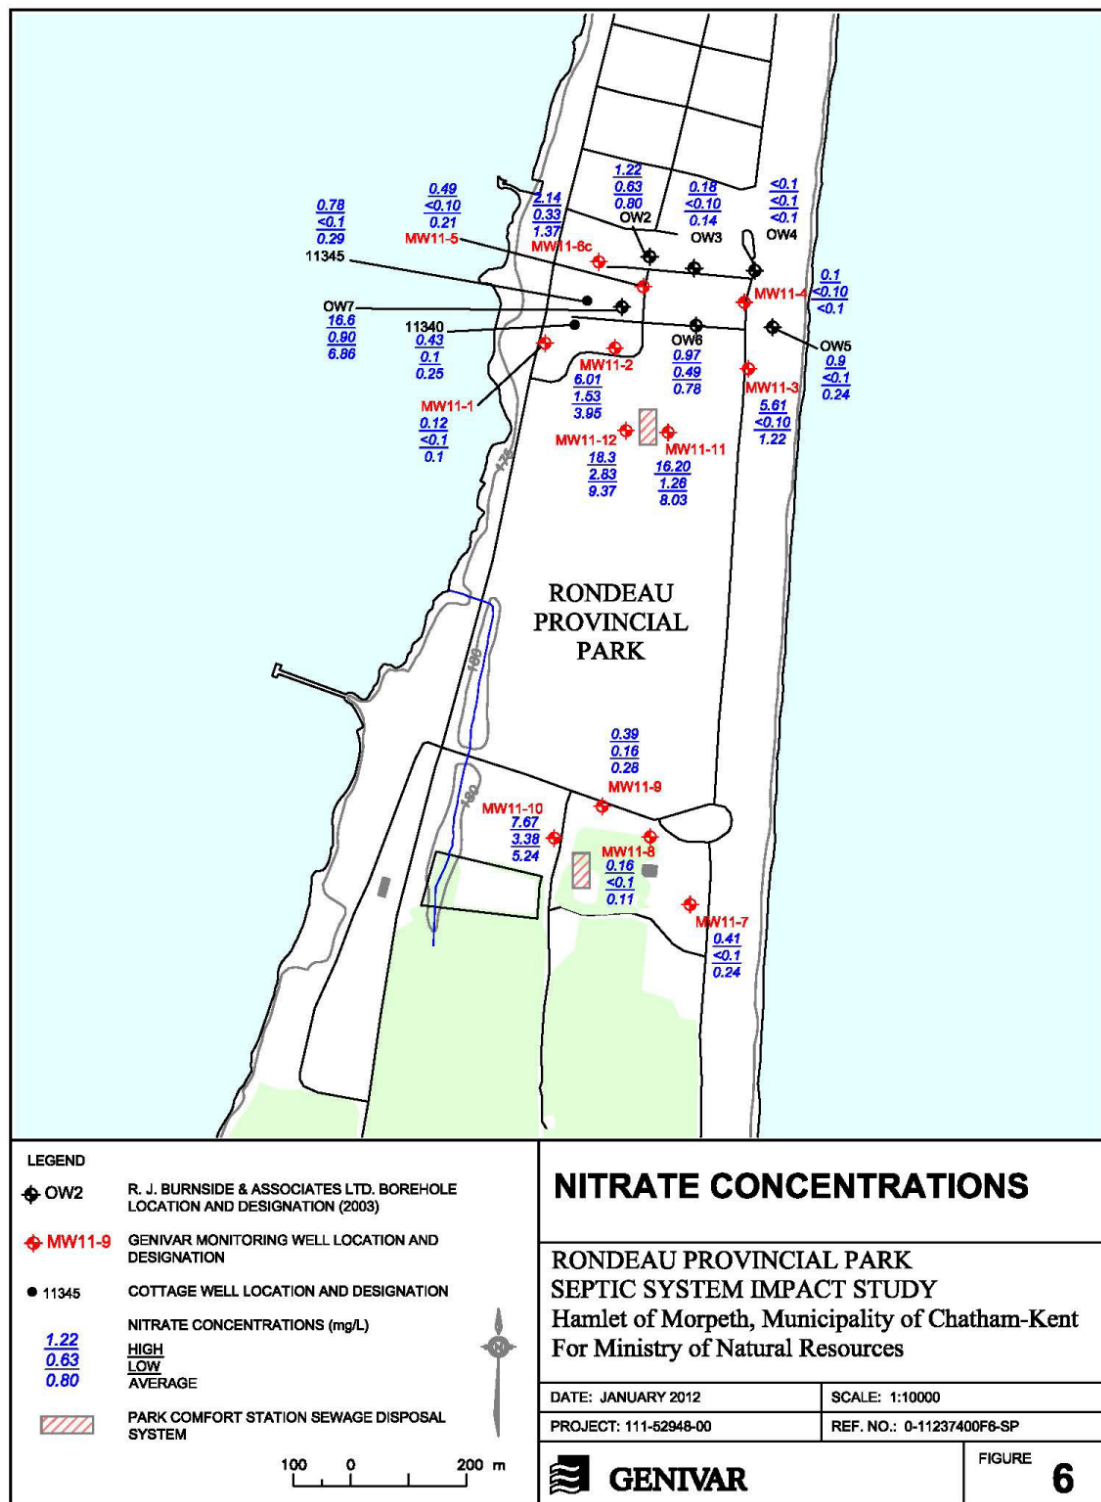 1.22
0.63
0.80
OW2
0.18
<0.10
0.14
OW3
<0.1
<0.1
<0.1
OW4
0.49
<0.10
0.21
MW11-5
2.14
0.33
1.37
MW11-6c
0.78
<0.1
0.29
11345
0.1
<0.10
<0.1
MW11-4
OW7
16.6
0.90
6.86
11340
0.43
0.1
0.25
OW6
0.97
0.49
0.78
OW5
0.9
<0.1
0.24
MW11-2
6.01
1.53
3.95
MW11-3
5.61
<0.10
1.22
MW11-1
0.12
<0.1
0.1
MW11-12
18.3
2.83
9.37
MW11-11
16.20
1.26
8.03
176
RONDEAU
PROVINCIAL
PARK
180
180
0.39
0.16
0.28
MW11-9
MW11-10
7.67
3.38
5.24
MW11-8
0.16
<0.1
0.11
MW11-7
0.41
<0.1
0.24
LEGEND
OW2 R. J. BURNSIDE & ASSOCIATES LTD. BOREHOLE
LOCATION AND DESIGNATION (2003)
MW11-9 GENIVAR MONITORING WELL LOCATION AND
DESIGNATION
11345 COTTAGE WELL LOCATION AND DESIGNATION
NITRATE CONCENTRATIONS (mg/L)
1.22 HIGH
0.63 LOW
0.80 AVERAGE
PARK COMFORT STATION SEWAGE DISPOSAL
SYSTEM
N
100 0 200 m
NITRATE CONCENTRATIONS
RONDEAU PROVINCIAL PARK
SEPTIC SYSTEM IMPACT STUDY
Hamlet of Morpeth, Municipality of Chatham-Kent
For Ministry of Natural Resources
DATE: JANUARY 2012 SCALE: 1:10000
PROJECT: 111-52948-00 REF. NO.: 0-11237400F6-SP
GENIVAR
FIGURE 6